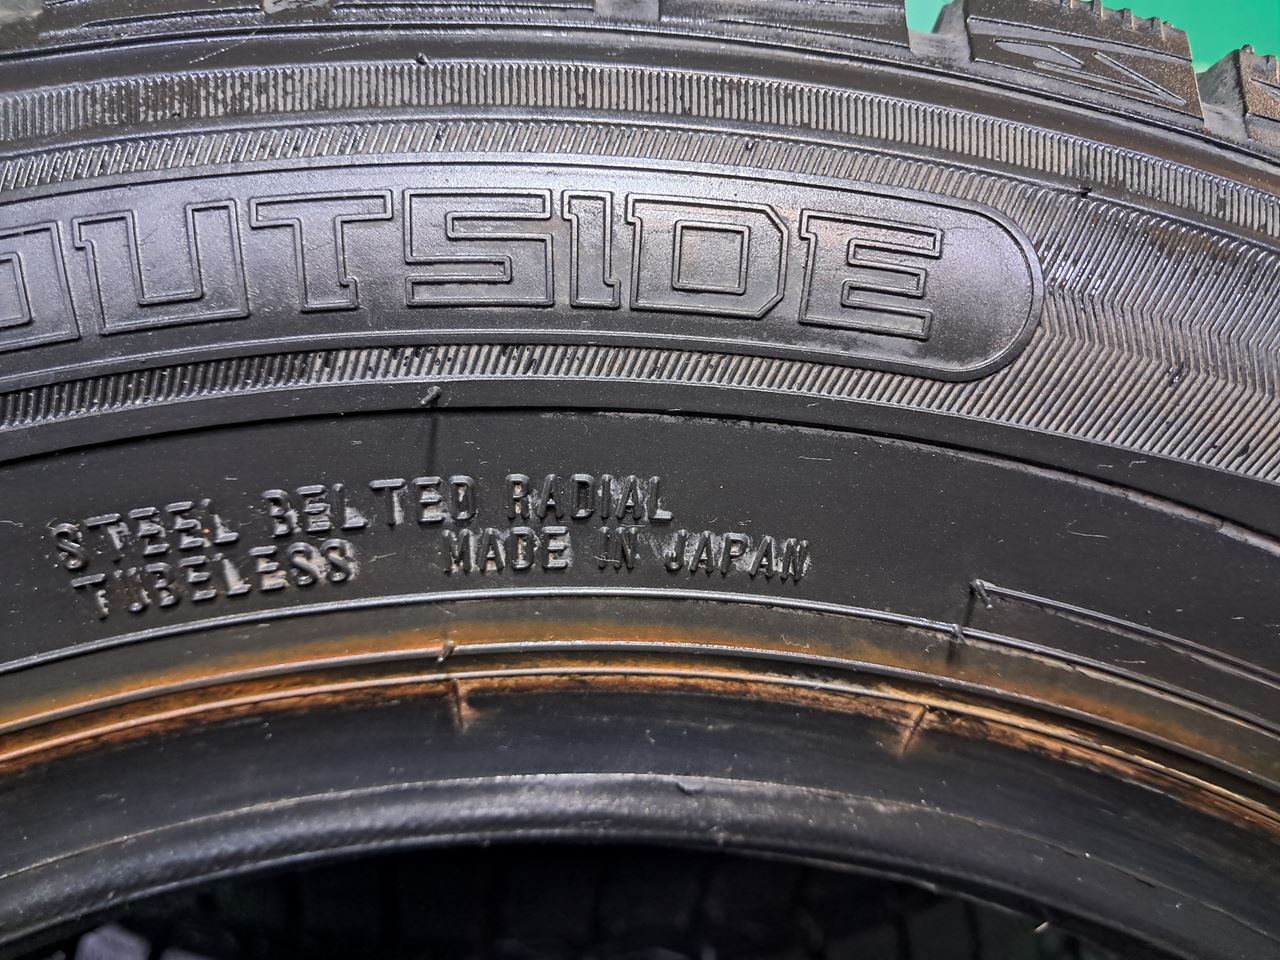 OUTSIDE
STEEL BELTED RADIAL
TUBELESS MADE IN JAPAN